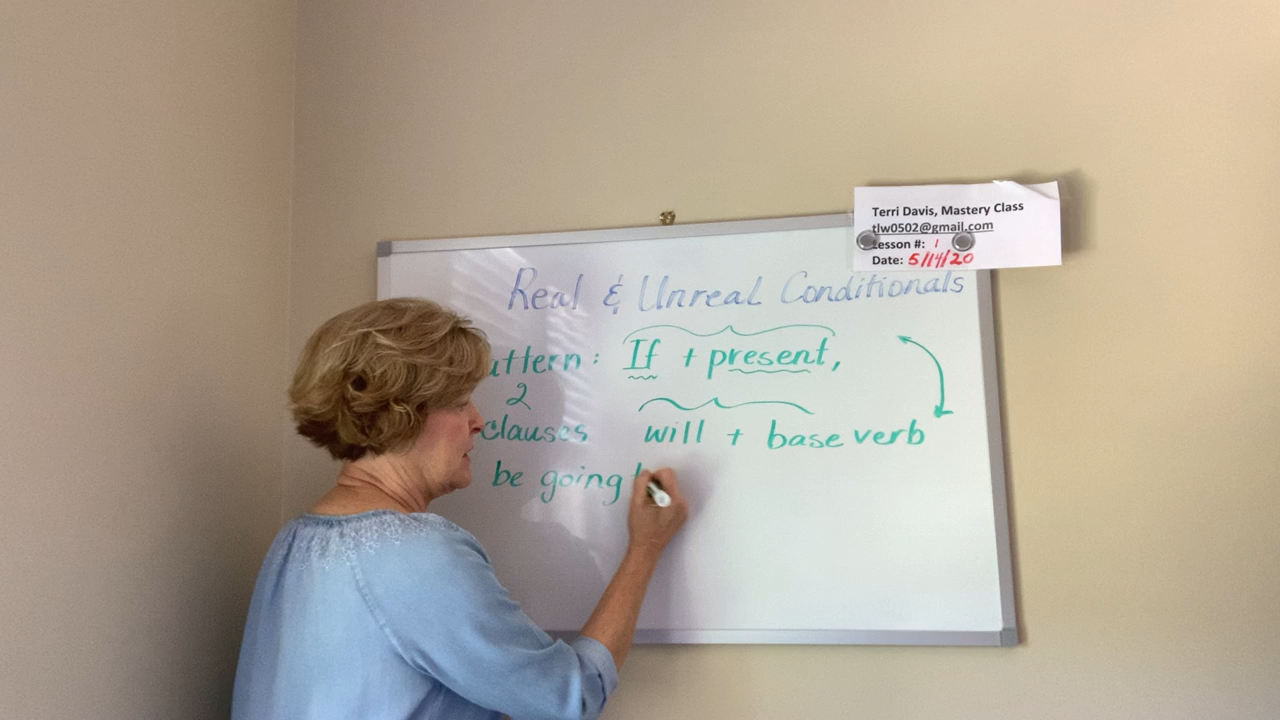 Terri Davis, Mastery Class
tlw0502@gmail.com
Lesson #: 1
Date: 5/14/20
Real & Unreal Conditionals
attern: If + present,
2
clauses will + base verb
be going t